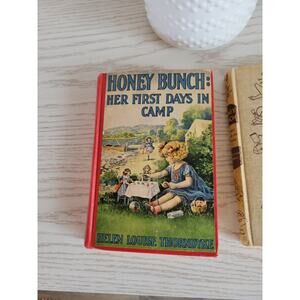 HONEY BUNCH:
HER FIRST DAYS IN
CAMP
HELEN LOUISE THORNDYKE